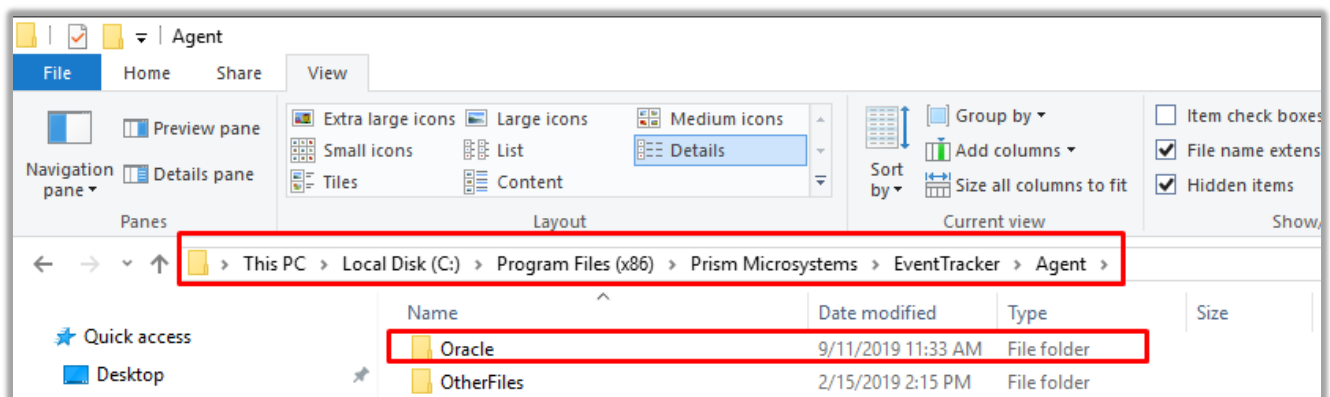 Agent
File Home Share View
Extra large icons Large icons Medium icons
Preview pane
Small icons List Details
Navigation pane
Details pane
Tiles Content
Sort by
Group by
Add columns
Size all columns to fit
Item check boxes
File name extens
Hidden items
Panes Layout Current view Show/
This PC > Local Disk (C:) > Program Files (x86) > Prism Microsystems > EventTracker > Agent >
Name Date modified Type Size
Quick access
Oracle 9/11/2019 11:33 AM File folder
Desktop
OtherFiles 2/15/2019 2:15 PM File folder